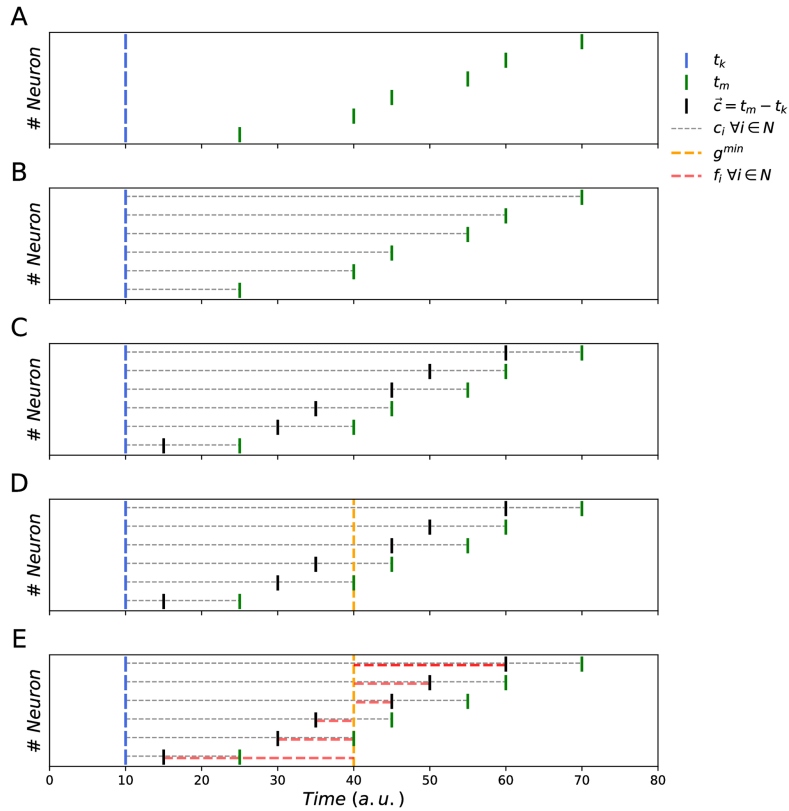 A
# Neuron
t_k
t_m
c⃗ = t_m − t_k
c_i ∀i ∈ N
g^min
f_i ∀i ∈ N
B
# Neuron
C
# Neuron
D
# Neuron
E
# Neuron
0 10 20 30 40 50 60 70 80
Time (a.u.)